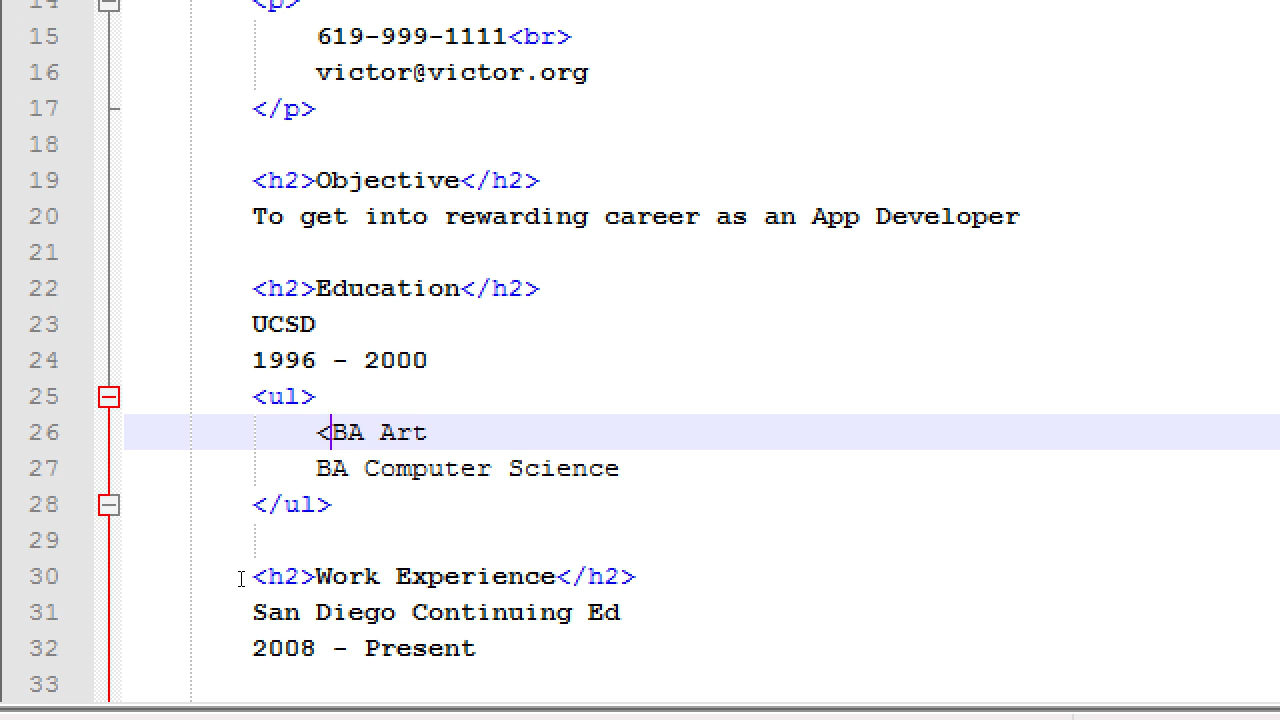 14 <p>
15 619-999-1111<br>
16 victor@victor.org
17 </p>
18
19 <h2>Objective</h2>
20 To get into rewarding career as an App Developer
21
22 <h2>Education</h2>
23 UCSD
24 1996 - 2000
25 <ul>
26 <BA Art
27 BA Computer Science
28 </ul>
29
30 <h2>Work Experience</h2>
31 San Diego Continuing Ed
32 2008 - Present
33